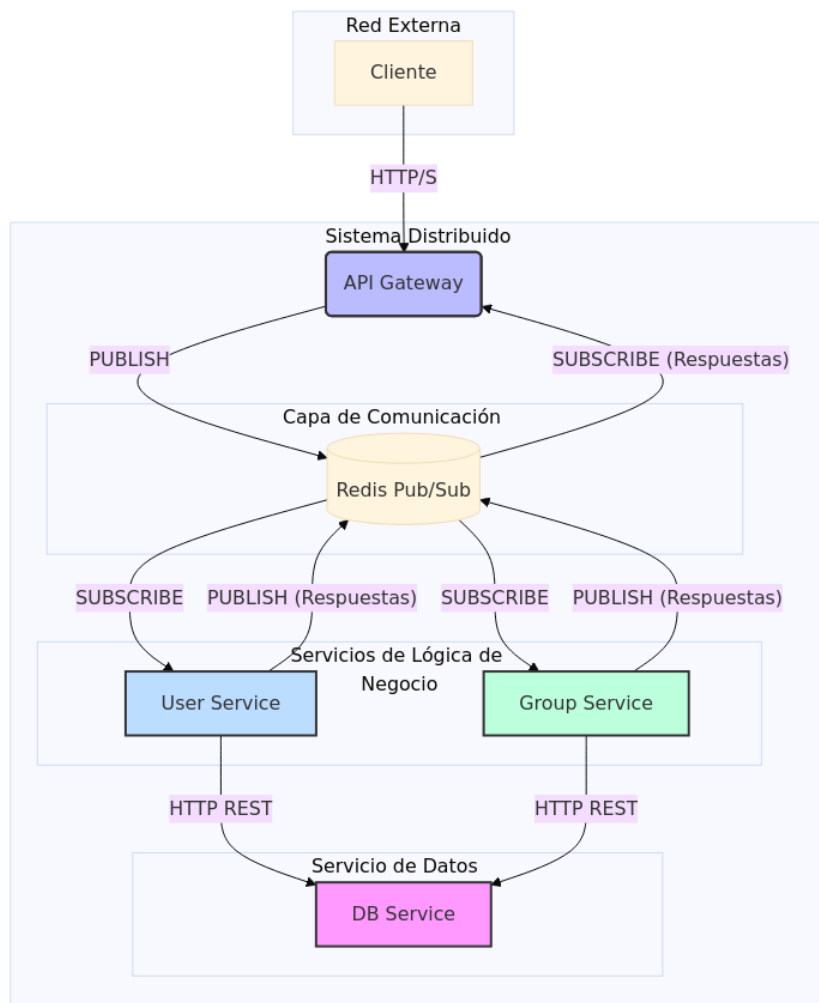 Red Externa
Cliente
HTTP/S
Sistema Distribuido
API Gateway
PUBLISH
SUBSCRIBE (Respuestas)
Capa de Comunicación
Redis Pub/Sub
SUBSCRIBE
PUBLISH (Respuestas)
SUBSCRIBE
PUBLISH (Respuestas)
Servicios de Lógica de
Negocio
User Service
Group Service
HTTP REST
HTTP REST
Servicio de Datos
DB Service